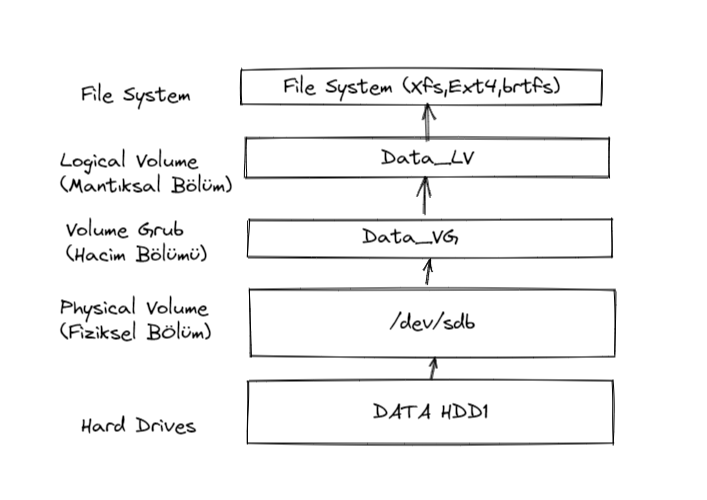 File System
File System (xfs,Ext4,brtfs)
Logical Volume
(Mantıksal Bölüm)
Data_LV
Volume Grub
(Hacim Bölümü)
Data_VG
Physical Volume
(Fiziksel Bölüm)
/dev/sdb
Hard Drives
DATA HDD1